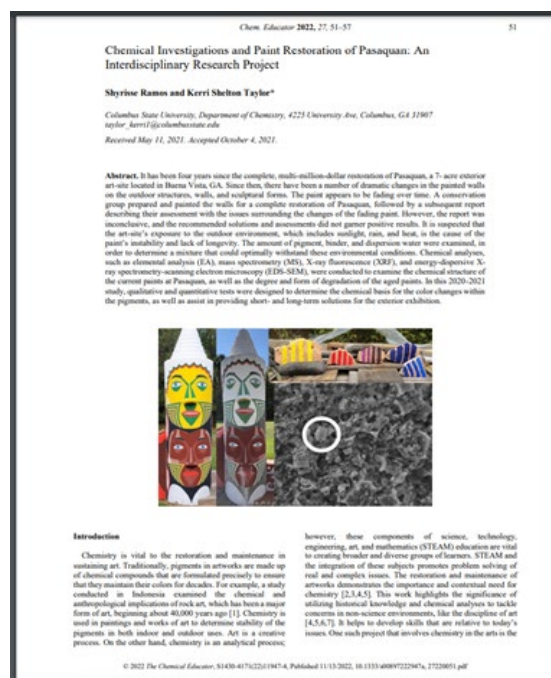 Chem. Educator 2022, 27, 51–57
51
Chemical Investigations and Paint Restoration of Pasaquan: An
Interdisciplinary Research Project
Shyrisse Ramos and Kerri Shelton Taylor*
Columbus State University, Department of Chemistry, 4225 University Ave, Columbus, GA 31907
taylor_kerri1@columbusstate.edu
Received May 11, 2021. Accepted October 4, 2021.
Abstract. It has been four years since the complete, multi-million-dollar restoration of Pasaquan, a 7- acre exterior
art-site located in Buena Vista, GA. Since then, there have been a number of dramatic changes in the painted walls
on the outdoor structures, walls, and sculptural forms. The paint appears to be fading over time. A conservation
group prepared and painted the walls for a complete restoration of Pasaquan, followed by a subsequent report
describing their assessment with the issues surrounding the changes of the fading paint. However, the report was
inconclusive, and the recommended solutions and assessments did not garner positive results. It is suspected that
the art-site's exposure to the outdoor environment, which includes sunlight, rain, and heat, is the cause of the
paint's instability and lack of longevity. The amount of pigment, binder, and dispersion water were examined, in
order to determine a mixture that could optimally withstand these environmental conditions. Chemical analyses,
such as elemental analysis (EA), mass spectrometry (MS), X-ray fluorescence (XRF), and energy-dispersive X-
ray spectrometry-scanning electron microscopy (EDS-SEM), were conducted to examine the chemical structure of
the current paints at Pasaquan, as well as the degree and form of degradation of the aged paints. In this 2020-2021
study, qualitative and quantitative tests were designed to determine the chemical basis for the color changes within
the pigments, as well as assist in providing short- and long-term solutions for the exterior exhibition.
Introduction
Chemistry is vital to the restoration and maintenance in
sustaining art. Traditionally, pigments in artworks are made up
of chemical compounds that are formulated precisely to ensure
that they maintain their colors for decades. For example, a study
conducted in Indonesia examined the chemical and
anthropological implications of rock art, which has been a major
form of art, beginning about 40,000 years ago [1]. Chemistry is
used in paintings and works of art to determine stability of the
pigments in both indoor and outdoor uses. Art is a creative
process. On the other hand, chemistry is an analytical process;
however, these components of science, technology,
engineering, art, and mathematics (STEAM) education are vital
to creating broader and diverse groups of learners. STEAM and
the integration of these subjects promotes problem solving of
real and complex issues. The restoration and maintenance of
artworks demonstrates the importance and contextual need for
chemistry [2,3,4,5]. This work highlights the significance of
utilizing historical knowledge and chemical analyses to tackle
concerns in non-science environments, like the discipline of art
[4,5,6,7]. It helps to develop skills that are relative to today's
issues. One such project that involves chemistry in the arts is the
© 2022 The Chemical Educator, S1430-4171(22)11947-4, Published 11/13/2022, 10.1333/s00897222947a, 27220051.pdf